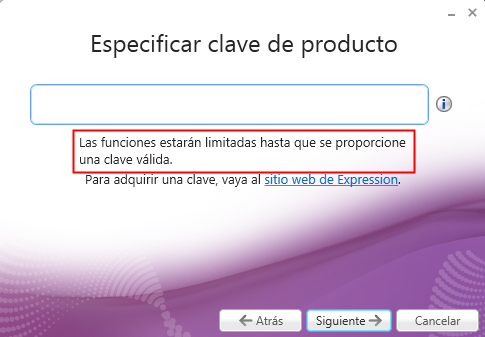 Especificar clave de producto
Las funciones estarán limitadas hasta que se proporcione
una clave válida.
Para adquirir una clave, vaya al sitio web de Expression.
Atrás
Siguiente
Cancelar